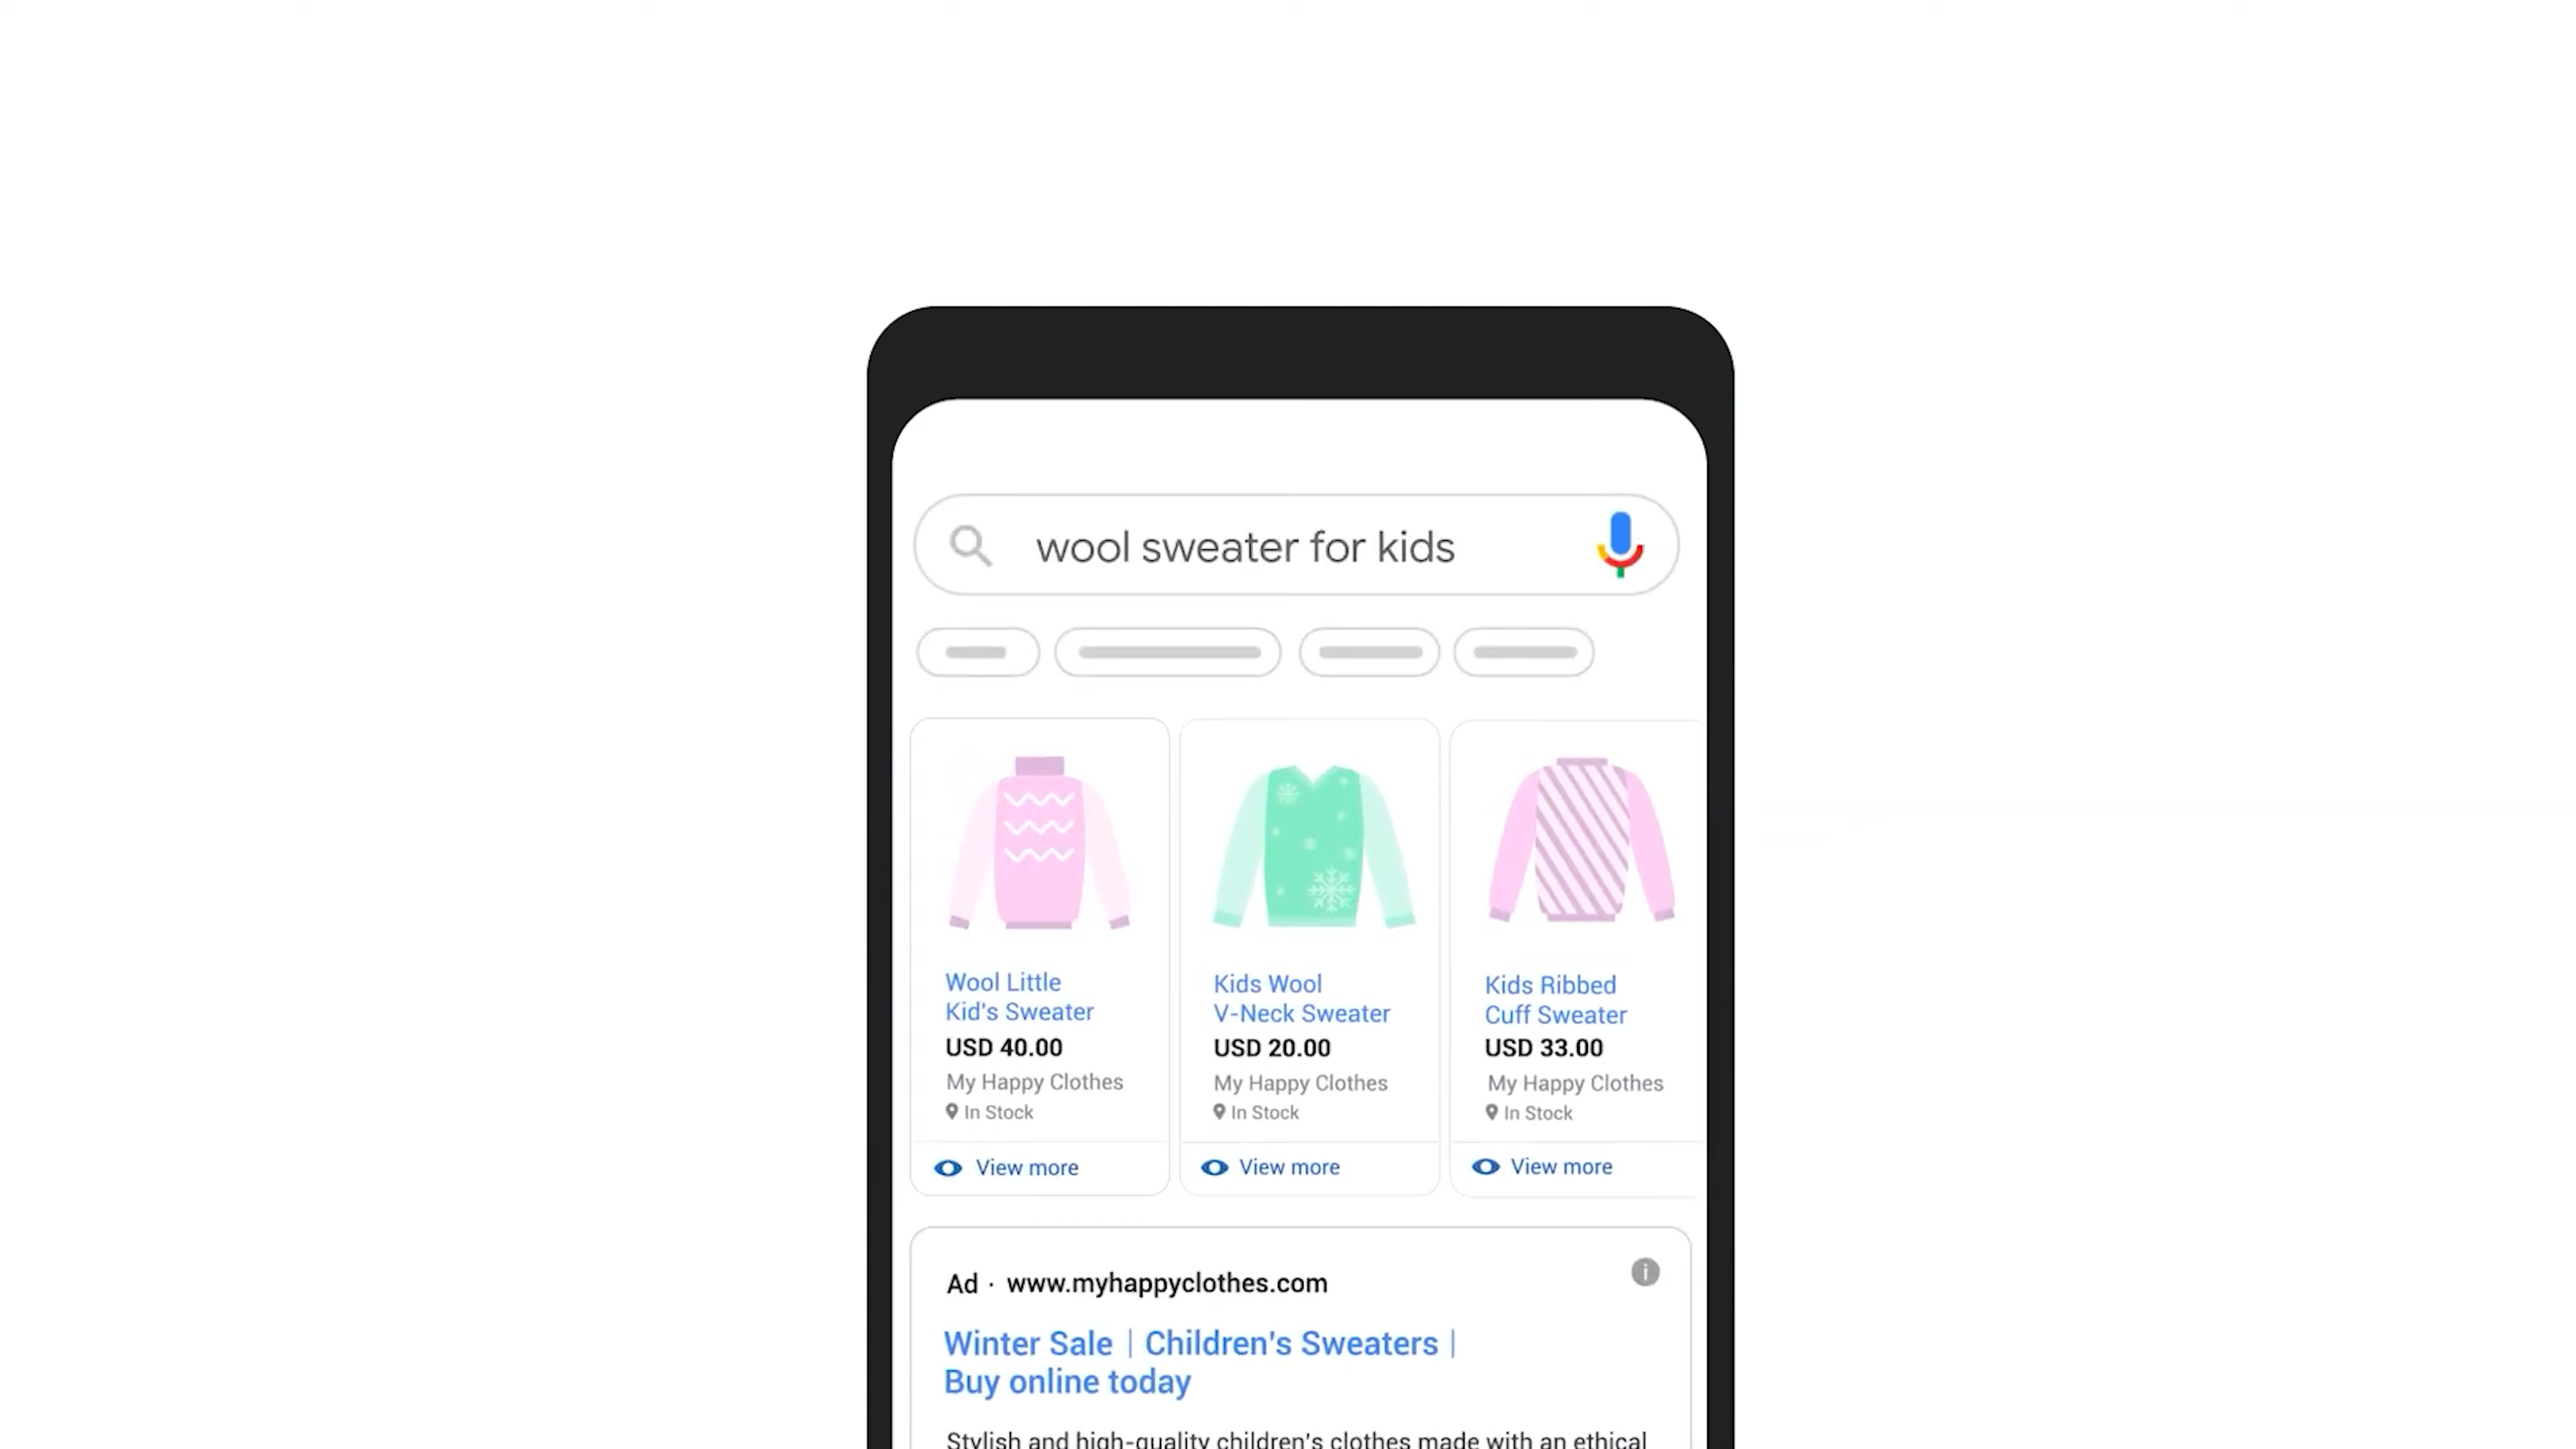 wool sweater for kids
Wool Little
Kid's Sweater
USD 40.00
My Happy Clothes
In Stock
View more
Kids Wool
V-Neck Sweater
USD 20.00
My Happy Clothes
In Stock
View more
Kids Ribbed
Cuff Sweater
USD 33.00
My Happy Clothes
In Stock
View more
Ad · www.myhappyclothes.com
Winter Sale | Children's Sweaters |
Buy online today
Stylish and high-quality children's clothes made with an ethical